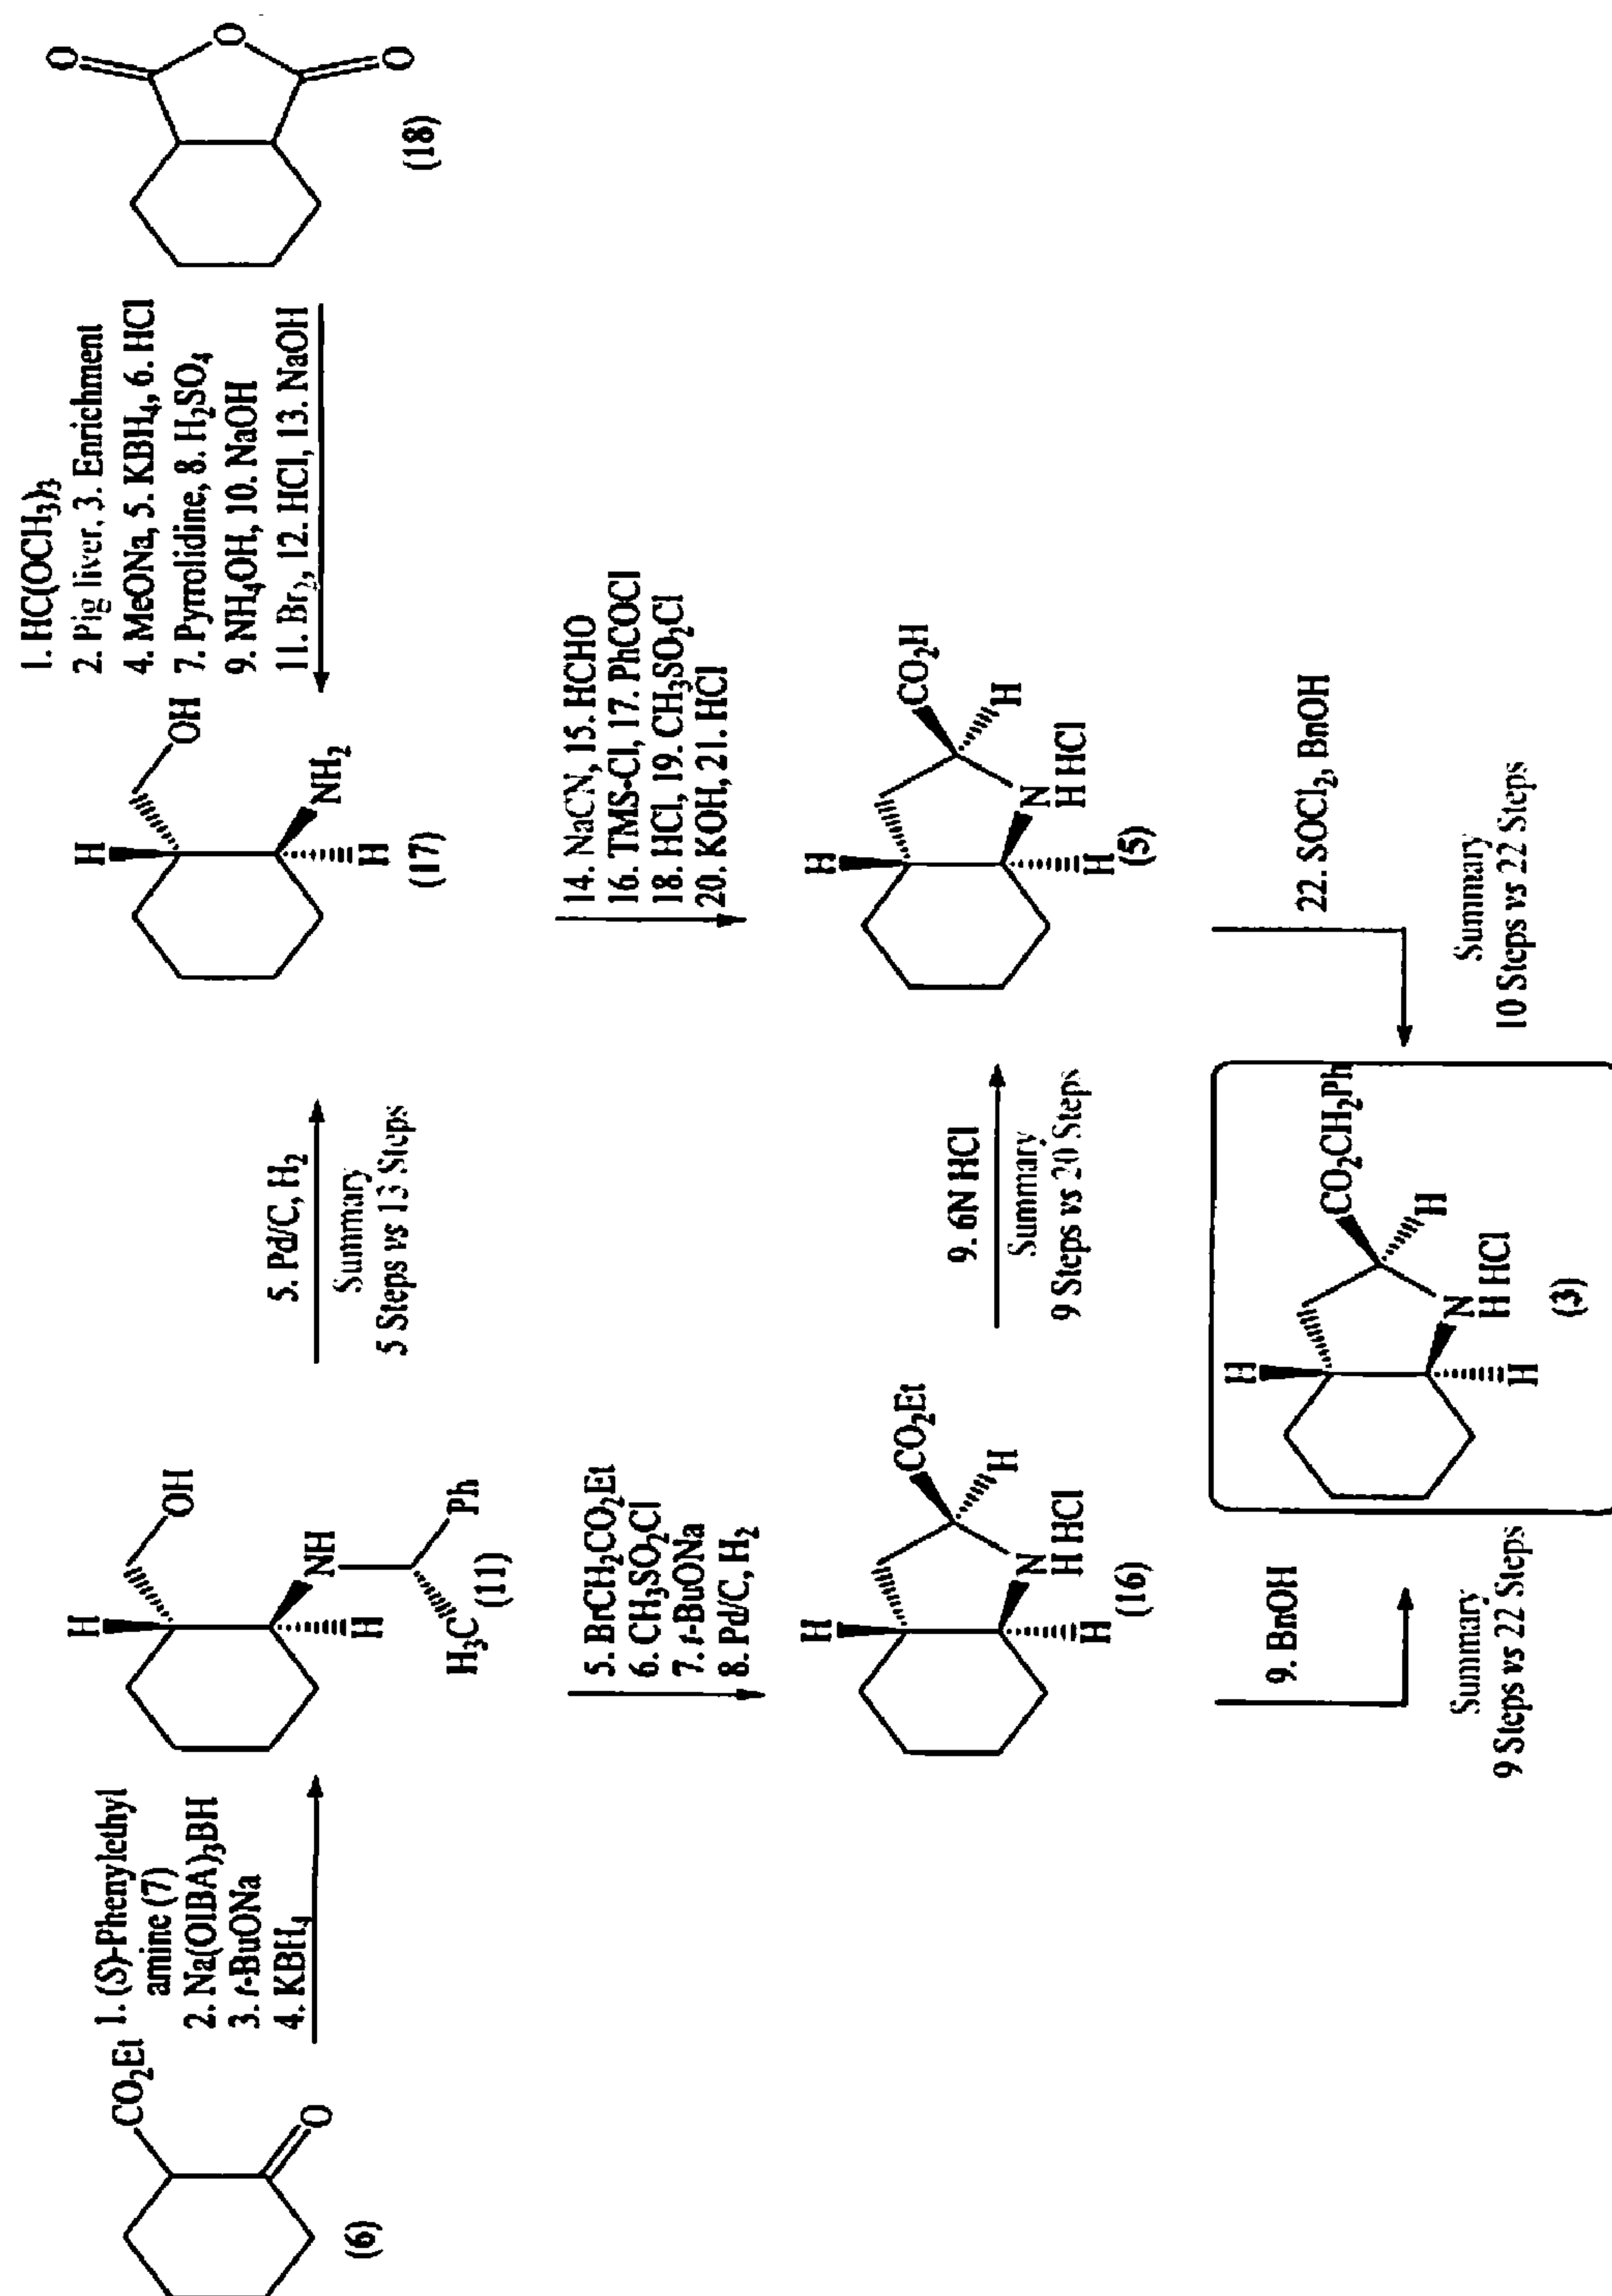 CO₂Et
O
(6)
1. (S)-Phenylethyl
amine (7)
2. Na(OIBA)₃BH
3. t-BuONa
4. KBH₄
H
OH
NH
H
H₃C
Ph
(11)
5. Pd/C, H₂
Summary
5 Steps vs 13 Steps
H
OH
NH₂
H
(17)
1. HC(OCH₃)₃
2. Pig liver, 3. Enrichment
4. MeONa, 5. KBH₄, 6. HCl
7. Pyrrolidine, 8. H₂SO₄
9. NH₄OH, 10. NaOH
11. Br₂, 12. HCl, 13. NaOH
O
O
O
(18)
5. BrCH₂CO₂Et
6. CH₃SO₂Cl
7. t-BuONa
8. Pd/C, H₂
14. NaCN, 15. HCHO
16. TMS-Cl, 17. PhCOCl
18. HCl, 19. CH₃SO₂Cl
20. KOH, 21. HCl
H
CO₂Et
H
N
H HCl
H
(16)
9. 6N HCl
Summary
9 Steps vs 20 Steps
H
CO₂H
H
N
H HCl
H
(5)
9. BnOH
Summary
9 Steps vs 22 Steps
H
CO₂CH₂Ph
H
N
H HCl
H
(3)
22. SOCl₂, BnOH
Summary
10 Steps vs 22 Steps